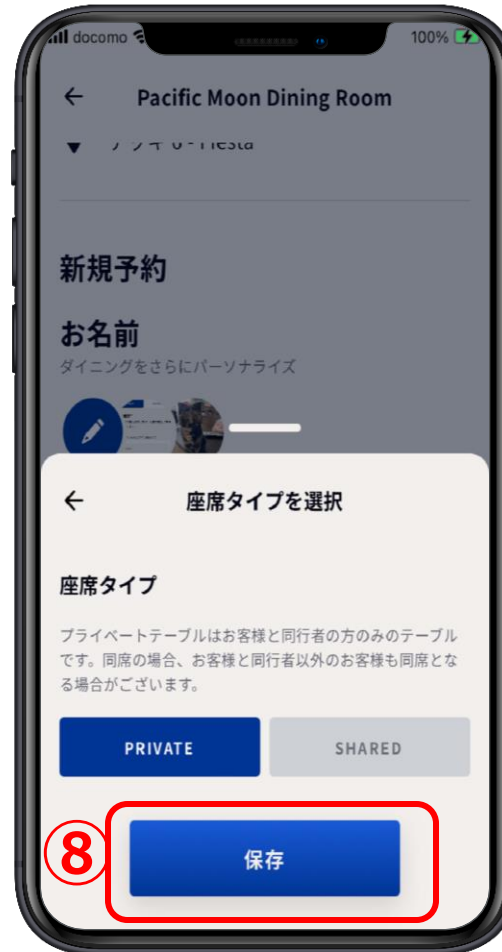 docomo
100%
Pacific Moon Dining Room
デッキ 6 - Fiesta
新規予約
お名前
ダイニングをさらにパーソナライズ
座席タイプを選択
座席タイプ
プライベートテーブルはお客様と同行者の方のみのテーブル
です。同席の場合、お客様と同行者以外のお客様も同席とな
る場合がございます。
PRIVATE SHARED
⑧ 保存